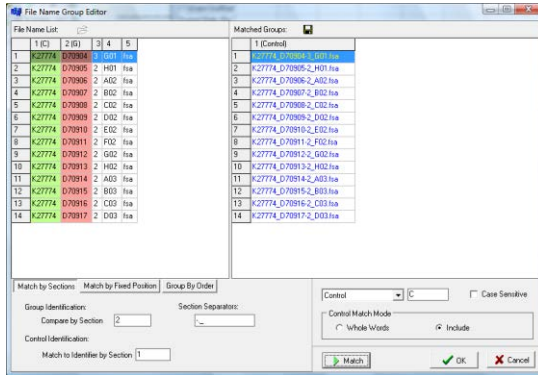 File Name Group Editor
File Name List:
Matched Groups:
1 (C) 2 (G) 3 4 5
1 K27774 D70904 3 G01 fsa
2 K27774 D70905 2 H01 fsa
3 K27774 D70906 2 A02 fsa
4 K27774 D70907 2 B02 fsa
5 K27774 D70908 2 C02 fsa
6 K27774 D70909 2 D02 fsa
7 K27774 D70910 2 E02 fsa
8 K27774 D70911 2 F02 fsa
9 K27774 D70912 2 G02 fsa
10 K27774 D70913 2 H02 fsa
11 K27774 D70914 2 A03 fsa
12 K27774 D70915 2 B03 fsa
13 K27774 D70916 2 C03 fsa
14 K27774 D70917 2 D03 fsa
1 (Control)
1 K27774_D70904-3_G01.fsa
2 K27774_D70905-2_H01.fsa
3 K27774_D70906-2_A02.fsa
4 K27774_D70907-2_B02.fsa
5 K27774_D70908-2_C02.fsa
6 K27774_D70909-2_D02.fsa
7 K27774_D70910-2_E02.fsa
8 K27774_D70911-2_F02.fsa
9 K27774_D70912-2_G02.fsa
10 K27774_D70913-2_H02.fsa
11 K27774_D70914-2_A03.fsa
12 K27774_D70915-2_B03.fsa
13 K27774_D70916-2_C03.fsa
14 K27774_D70917-2_D03.fsa
Match by Sections Match by Fixed Position Group By Order
Group Identification:
Section Separators:
Compare by Section 2
-_
Control Identification:
Match to Identifier by Section 1
Control C Case Sensitive
Control Match Mode
Whole Words Include
Match OK Cancel